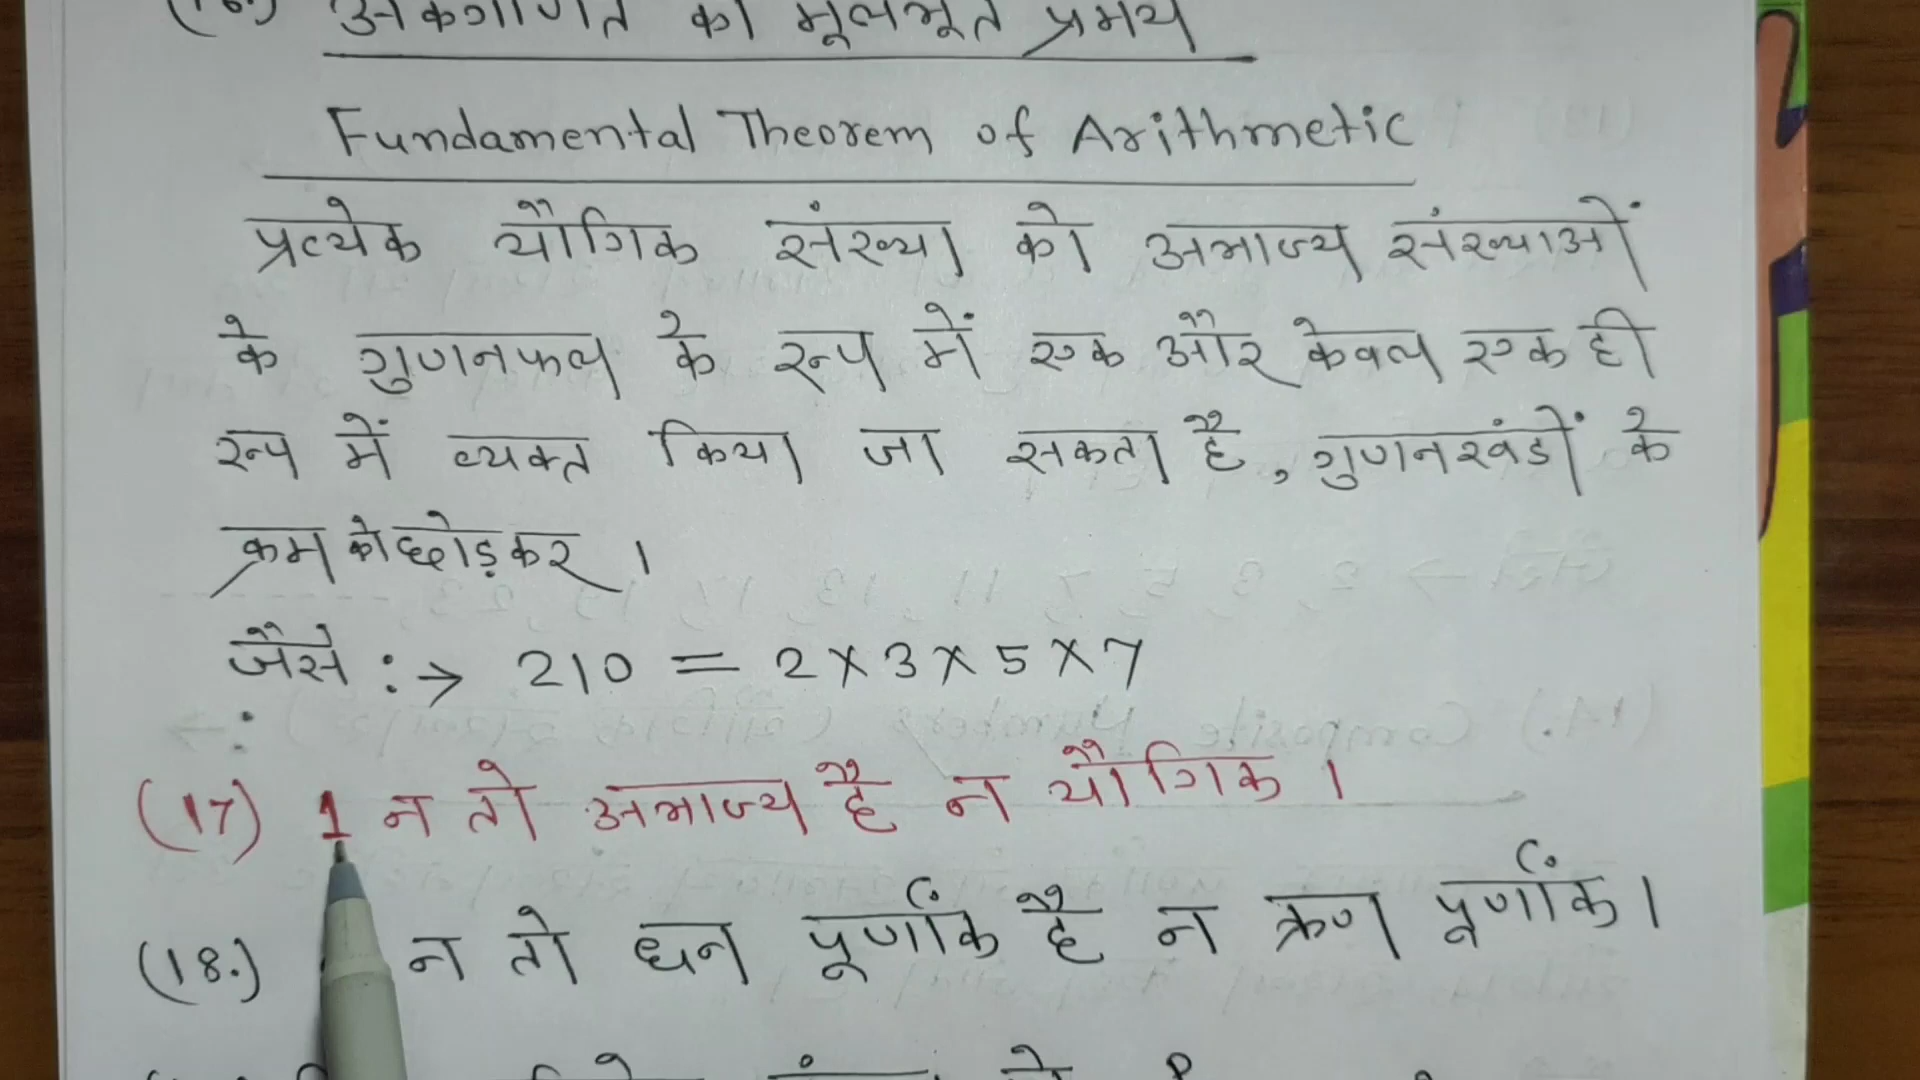 (16.) अंकगणित का मूलभूत प्रमेय
Fundamental Theorem of Arithmetic
प्रत्येक यौगिक संख्या को अभाज्य संख्याओं
के गुणनफल के रूप में एक और केवल एक ही
रूप में व्यक्त किया जा सकता है, गुणनखंडों के
क्रम को छोड़कर ।
जैसे :→ 210 = 2×3×5×7
(17) 1 न तो अभाज्य है न यौगिक ।
(18.) न तो धन पूर्णांक है न ऋण पूर्णांक ।